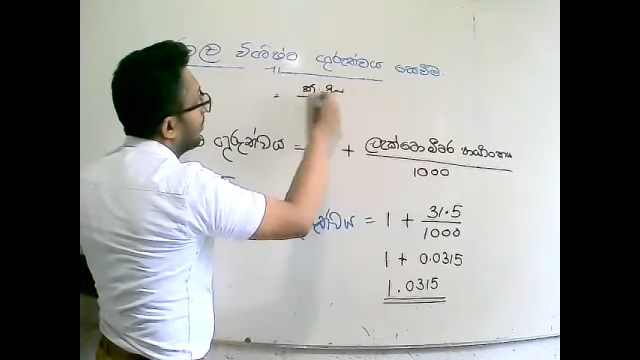 විශිෂ්ට ගුරුත්වය සෙවීම.
=
ගුරුත්වය = + ලැක්තොමීටර පාඨාංකය
1000
= 1 + 31.5
1000
1 + 0.0315
1.0315